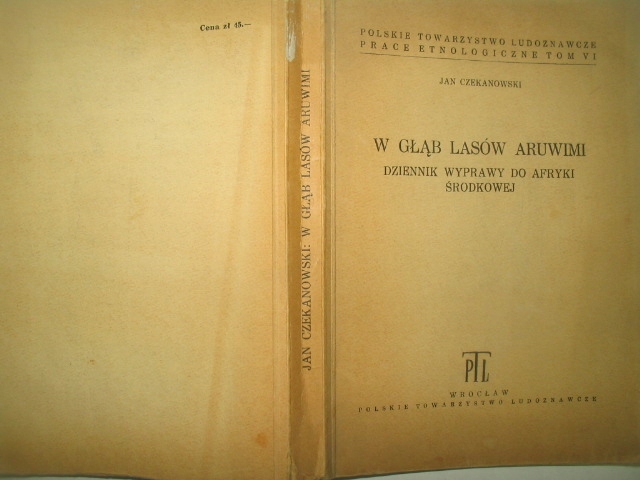 Cena zł 45.—
JAN CZEKANOWSKI: W GŁĄB LASÓW ARUWIMI
POLSKIE TOWARZYSTWO LUDOZNAWCZE
PRACE ETNOLOGICZNE TOM VI
JAN CZEKANOWSKI
W GŁĄB LASÓW ARUWIMI
DZIENNIK WYPRAWY DO AFRYKI
ŚRODKOWEJ
PTL
WROCŁAW
POLSKIE TOWARZYSTWO LUDOZNAWCZE